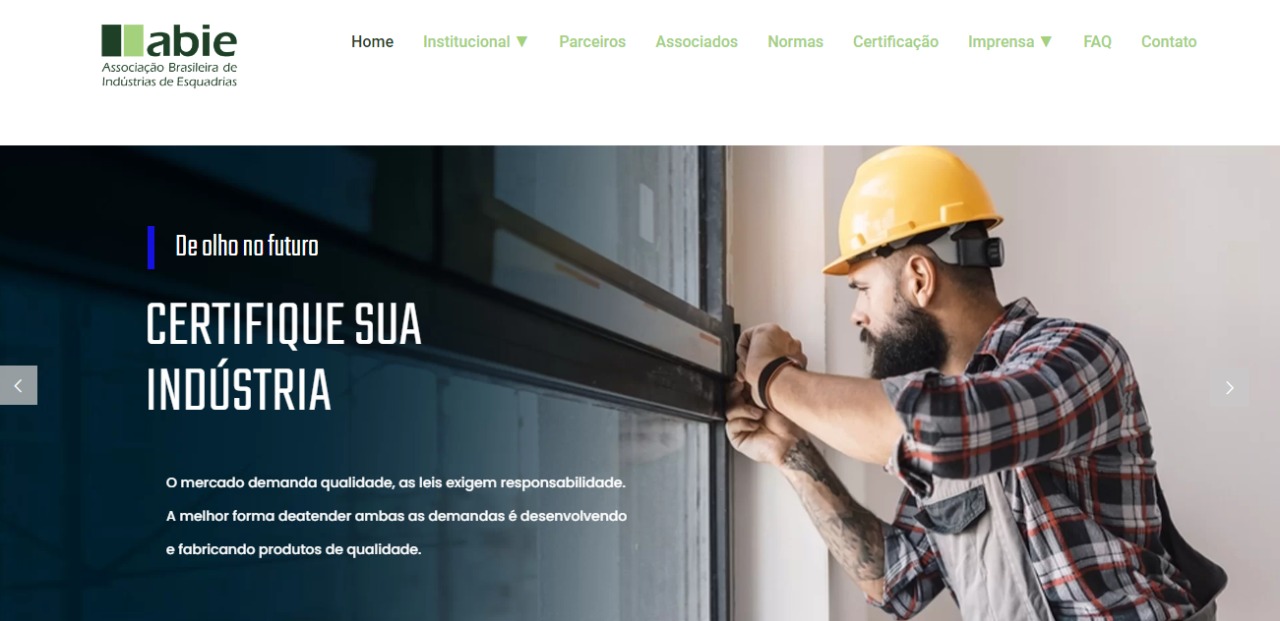 abie
Associação Brasileira de
Indústrias de Esquadrias
Home Institucional ▼ Parceiros Associados Normas Certificação Imprensa ▼ FAQ Contato
De olho no futuro
CERTIFIQUE SUA
INDÚSTRIA
O mercado demanda qualidade, as leis exigem responsabilidade.
A melhor forma deatender ambas as demandas é desenvolvendo
e fabricando produtos de qualidade.